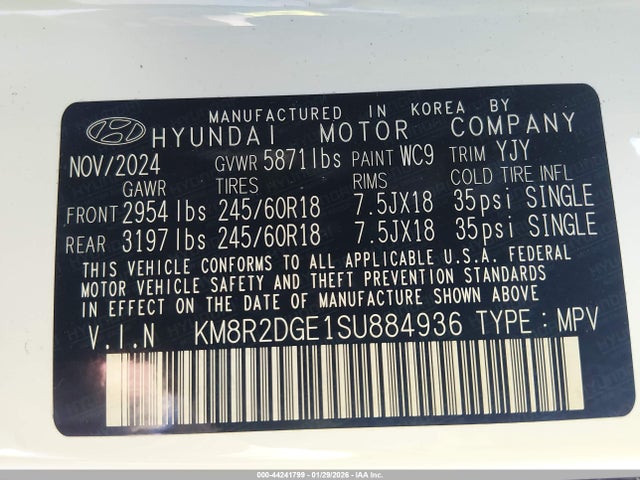 MANUFACTURED IN KOREA BY
HYUNDAI MOTOR COMPANY
NOV/2024 GVWR 5871lbs PAINT WC9 TRIM YJY
GAWR TIRES RIMS COLD TIRE INFL
FRONT 2954 lbs 245/60R18 7.5JX18 35psi SINGLE
REAR 3197 lbs 245/60R18 7.5JX18 35psi SINGLE
THIS VEHICLE CONFORMS TO ALL APPLICABLE U.S.A. FEDERAL
MOTOR VEHICLE SAFETY AND THEFT PREVENTION STANDARDS
IN EFFECT ON THE DATE OF MANUFACTURE SHOWN ABOVE
V.I.N KM8R2DGE1SU884936 TYPE : MPV
000-44241799 - 01/29/2026 - IAA Inc.